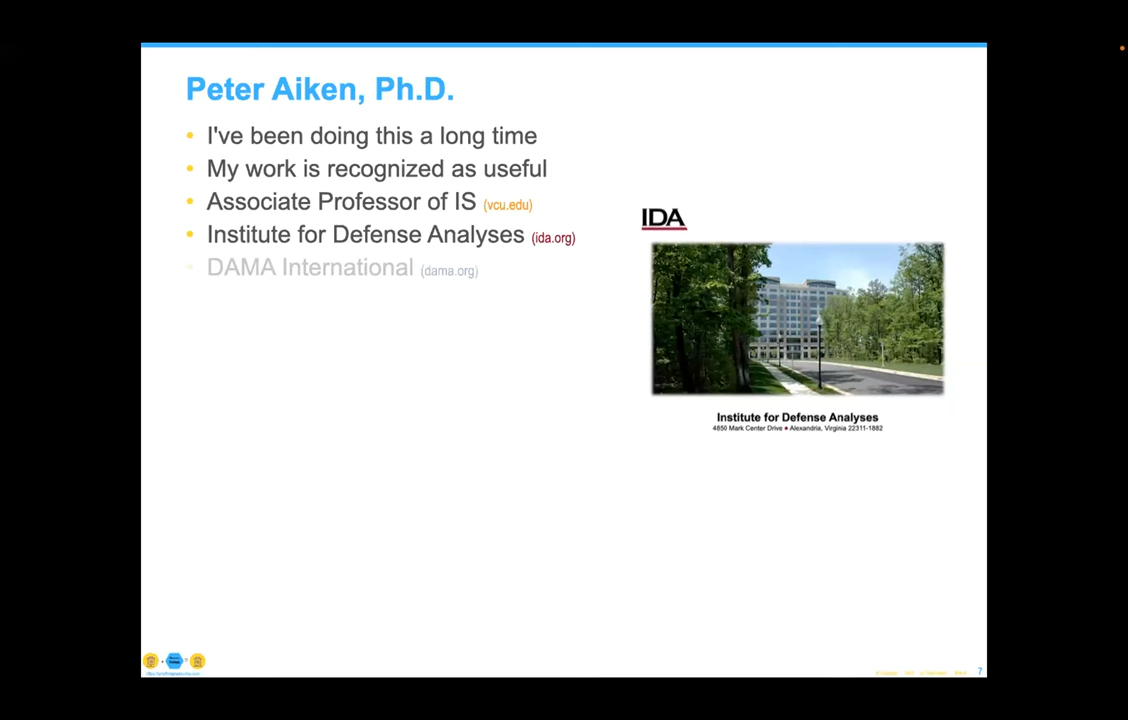 Peter Aiken, Ph.D.
• I've been doing this a long time
• My work is recognized as useful
• Associate Professor of IS (vcu.edu)
• Institute for Defense Analyses (ida.org)
• DAMA International (dama.org)
IDA
Institute for Defense Analyses
4850 Mark Center Drive • Alexandria, Virginia 22311-1882
7